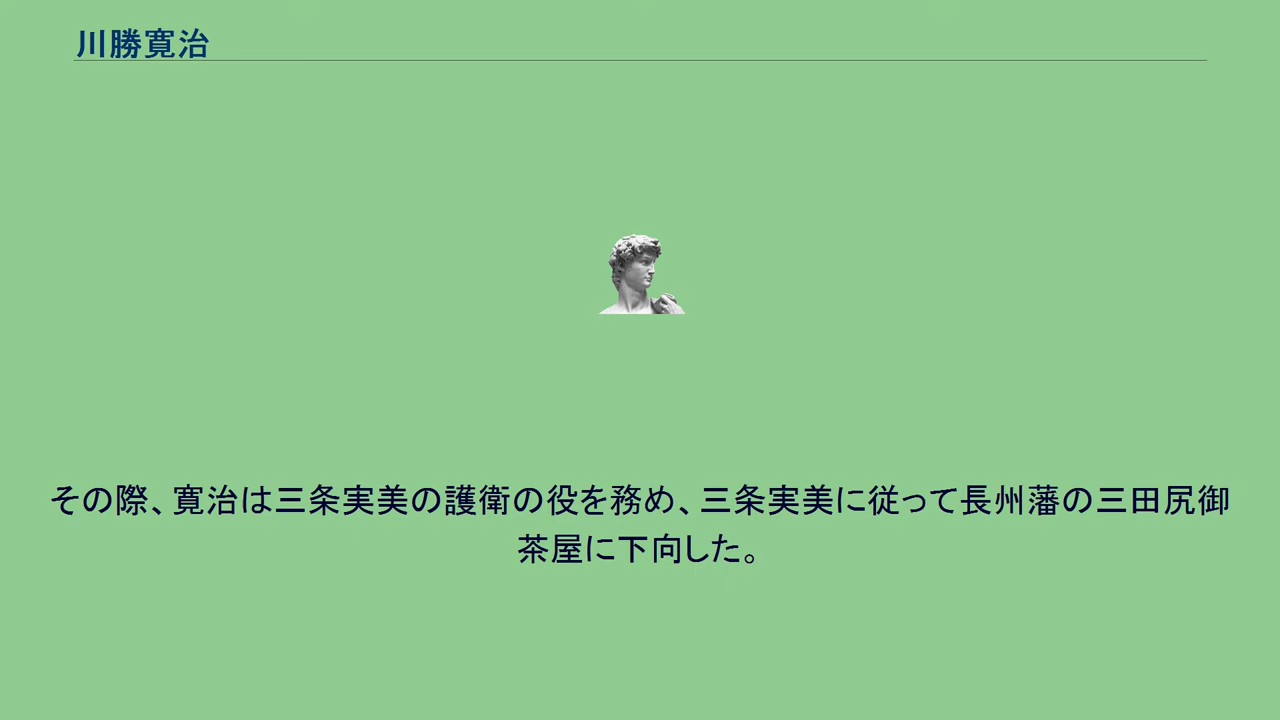 川勝寛治
その際、寛治は三条実美の護衛の役を務め、三条実美に従って長州藩の三田尻御
茶屋に下向した。